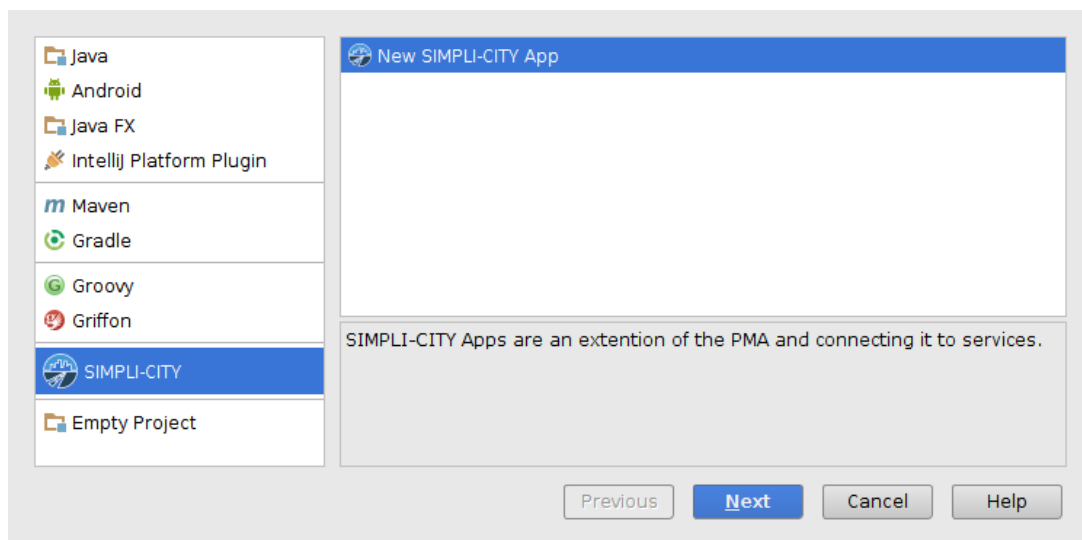 Java
Android
Java FX
IntelliJ Platform Plugin
m Maven
Gradle
G Groovy
Griffon
SIMPLI-CITY
Empty Project
New SIMPLI-CITY App
SIMPLI-CITY Apps are an extention of the PMA and connecting it to services.
Previous
Next
Cancel
Help